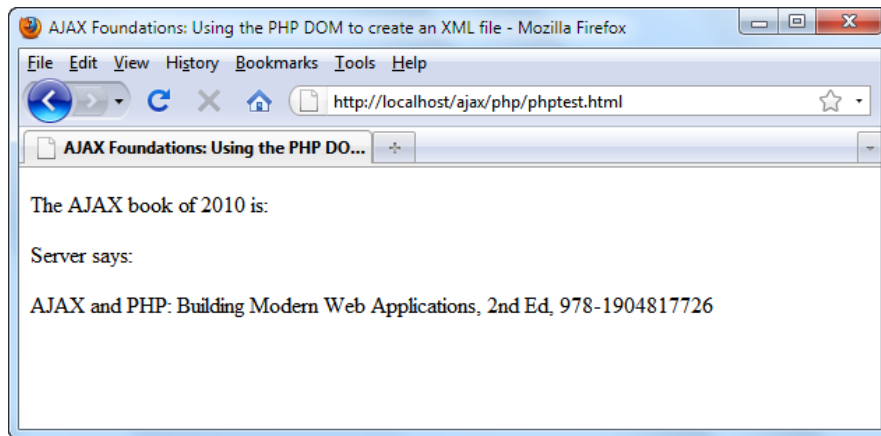 AJAX Foundations: Using the PHP DOM to create an XML file - Mozilla Firefox
File Edit View History Bookmarks Tools Help
http://localhost/ajax/php/phptest.html
AJAX Foundations: Using the PHP DO...
The AJAX book of 2010 is:
Server says:
AJAX and PHP: Building Modern Web Applications, 2nd Ed, 978-1904817726